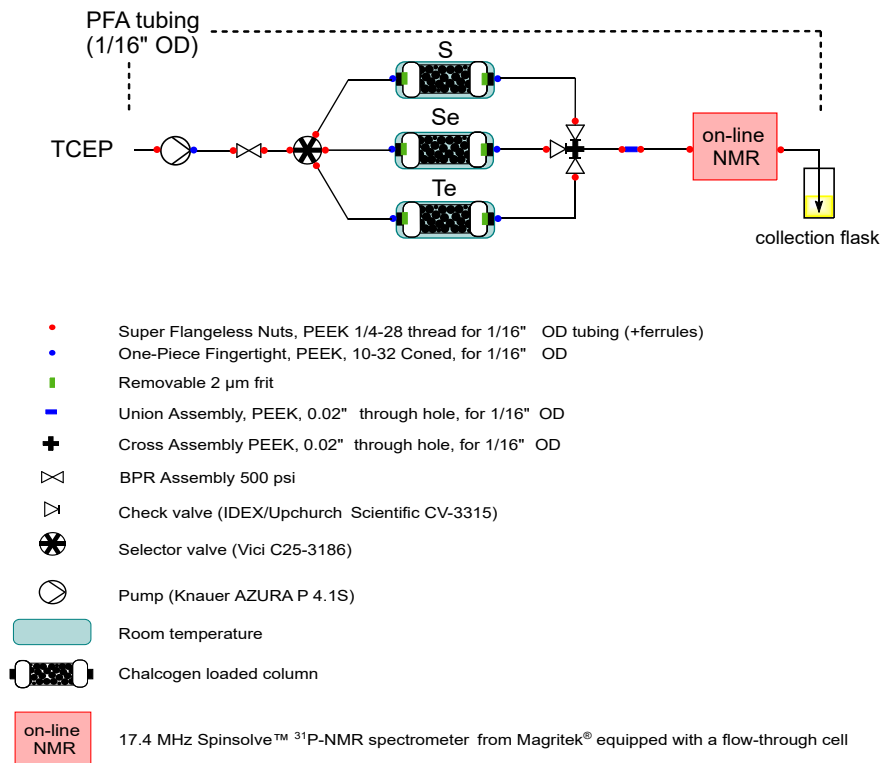 PFA tubing
(1/16" OD)
S
Se
Te
TCEP
on-line
NMR
collection flask
Super Flangeless Nuts, PEEK 1/4-28 thread for 1/16" OD tubing (+ferrules)
One-Piece Fingertight, PEEK, 10-32 Coned, for 1/16" OD
Removable 2 µm frit
Union Assembly, PEEK, 0.02" through hole, for 1/16" OD
Cross Assembly PEEK, 0.02" through hole, for 1/16" OD
BPR Assembly 500 psi
Check valve (IDEX/Upchurch Scientific CV-3315)
Selector valve (Vici C25-3186)
Pump (Knauer AZURA P 4.1S)
Room temperature
Chalcogen loaded column
on-line
NMR
17.4 MHz Spinsolve™ ³¹P-NMR spectrometer from Magritek® equipped with a flow-through cell